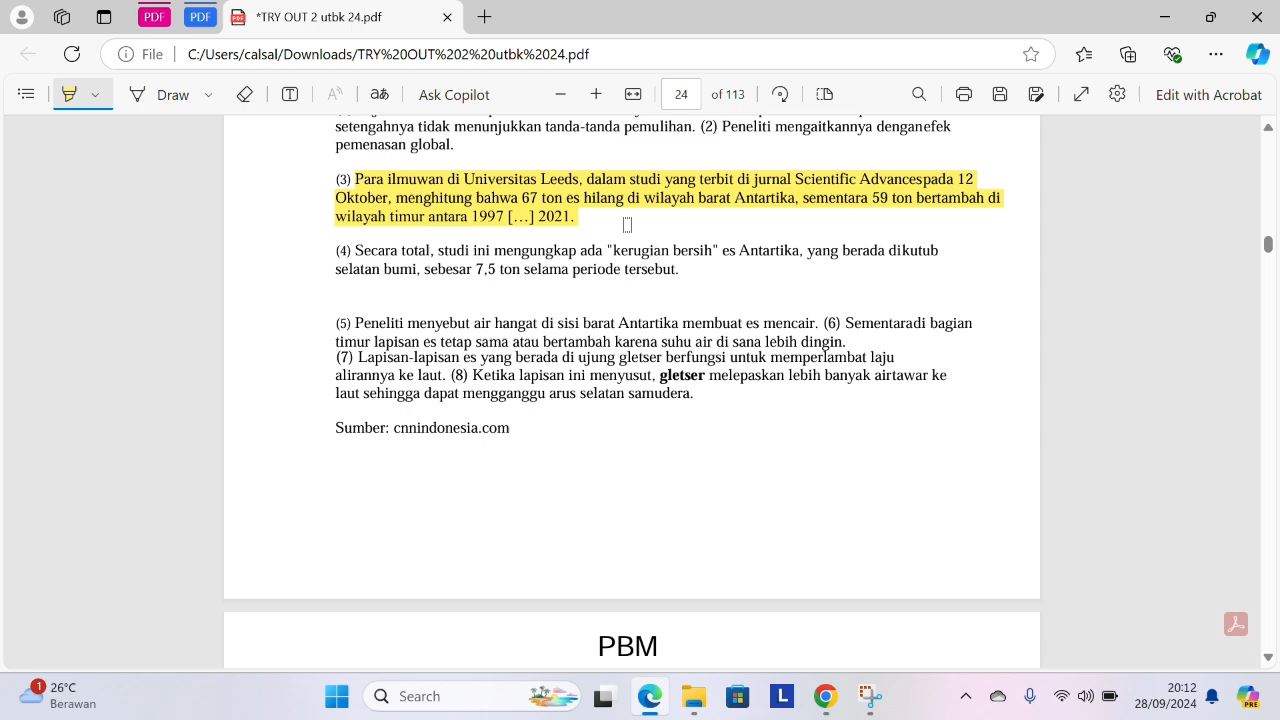 PDF
PDF
*TRY OUT 2 utbk 24.pdf
File
C:/Users/calsal/Downloads/TRY%20OUT%202%20utbk%2024.pdf
Draw
Ask Copilot
24
of 113
Edit with Acrobat
setengahnya tidak menunjukkan tanda-tanda pemulihan. (2) Peneliti mengaitkannya denganefek
pemenasan global.
(3) Para ilmuwan di Universitas Leeds, dalam studi yang terbit di jurnal Scientific Advancespada 12
Oktober, menghitung bahwa 67 ton es hilang di wilayah barat Antartika, sementara 59 ton bertambah di
wilayah timur antara 1997 […] 2021.
(4) Secara total, studi ini mengungkap ada "kerugian bersih" es Antartika, yang berada dikutub
selatan bumi, sebesar 7,5 ton selama periode tersebut.
(5) Peneliti menyebut air hangat di sisi barat Antartika membuat es mencair. (6) Sementaradi bagian
timur lapisan es tetap sama atau bertambah karena suhu air di sana lebih dingin.
(7) Lapisan-lapisan es yang berada di ujung gletser berfungsi untuk memperlambat laju
alirannya ke laut. (8) Ketika lapisan ini menyusut, gletser melepaskan lebih banyak airtawar ke
laut sehingga dapat mengganggu arus selatan samudera.
Sumber: cnnindonesia.com
PBM
1
26°C
Berawan
Search
L
20:12
28/09/2024
PRE